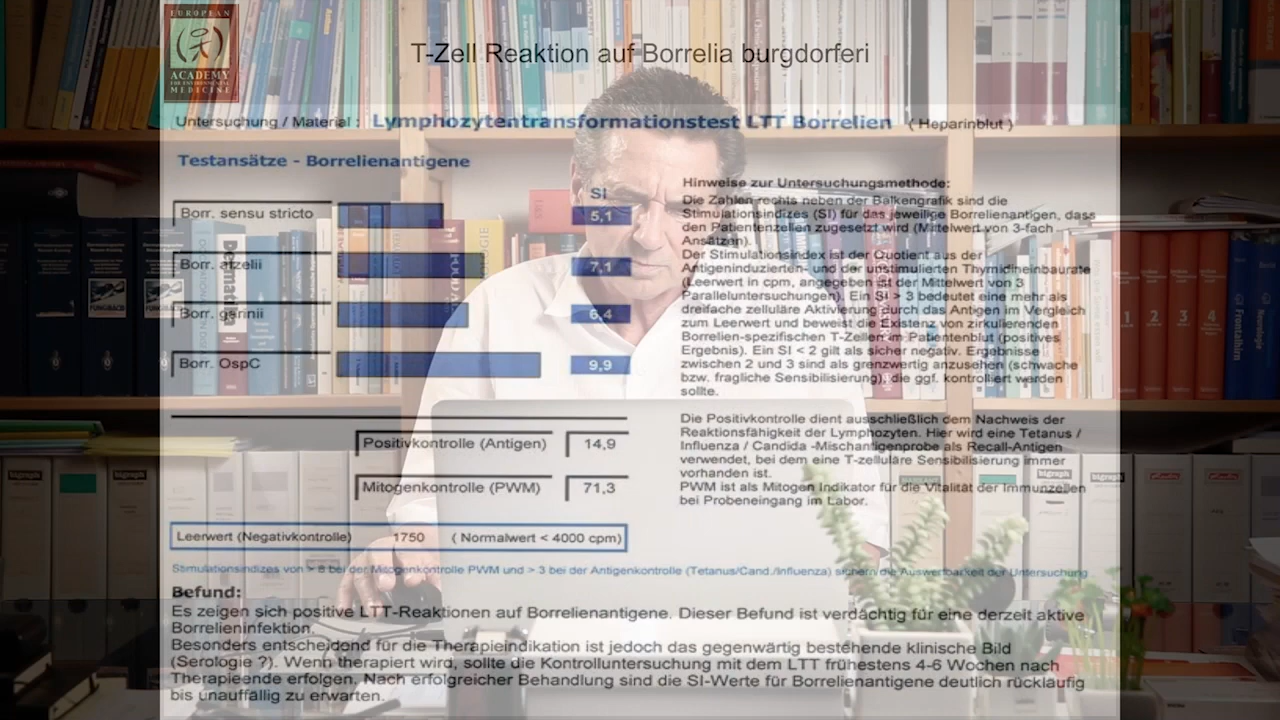 EUROPEAN
ACADEMY
FOR ENVIRONMENTAL
MEDICINE
T-Zell Reaktion auf Borrelia burgdorferi
Untersuchung / Material : Lymphozytentransformationstest LTT Borrelien ( Heparinblut )
Testansätze - Borrelienantigene
SI
Borr. sensu stricto 5,1
Borr. afzelii 7,1
Borr. garinii 6,4
Borr. OspC 9,9
Positivkontrolle (Antigen) 14,9
Mitogenkontrolle (PWM) 71,3
Leerwert (Negativkontrolle) 1750 ( Normalwert < 4000 cpm)
Hinweise zur Untersuchungsmethode:
Die Zahlen rechts neben der Balkengrafik sind die
Stimulationsindizes (SI) für das jeweilige Borrelienantigen, dass
den Patientenzellen zugesetzt wird (Mittelwert von 3-fach
Ansätzen).
Der Stimulationsindex ist der Quotient aus der
Antigeninduzierten- und der unstimulierten Thymidineinbaurate
(Leerwert in cpm, angegeben ist der Mittelwert von 3
Paralleluntersuchungen). Ein SI > 3 bedeutet eine mehr als
dreifache zelluläre Aktivierung durch das Antigen im Vergleich
zum Leerwert und beweist die Existenz von zirkulierenden
Borrelien-spezifischen T-Zellen im Patientenblut (positives
Ergebnis). Ein SI < 2 gilt als sicher negativ. Ergebnisse
zwischen 2 und 3 sind als grenzwertig anzusehen (schwache
bzw. fragliche Sensibilisierung), die ggf. kontrolliert werden
sollte.
Die Positivkontrolle dient ausschließlich dem Nachweis der
Reaktionsfähigkeit der Lymphozyten. Hier wird eine Tetanus /
Influenza / Candida -Mischantigenprobe als Recall-Antigen
verwendet, bei dem eine T-zelluläre Sensibilisierung immer
vorhanden ist.
PWM ist als Mitogen Indikator für die Vitalität der Immunzellen
bei Probeneingang im Labor.
Stimulationsindizes von > 8 bei der Mitogenkontrolle PWM und > 3 bei der Antigenkontrolle (Tetanus/Cand./Influenza) sichern die Auswertbarkeit der Untersuchung
Befund:
Es zeigen sich positive LTT-Reaktionen auf Borrelienantigene. Dieser Befund ist verdächtig für eine derzeit aktive
Borrelieninfektion.
Besonders entscheidend für die Therapieindikation ist jedoch das gegenwärtig bestehende klinische Bild
(Serologie ?). Wenn therapiert wird, sollte die Kontrolluntersuchung mit dem LTT frühestens 4-6 Wochen nach
Therapieende erfolgen. Nach erfolgreicher Behandlung sind die SI-Werte für Borrelienantigene deutlich rückläufig
bis unauffällig zu erwarten.
1 2 3 4
Frontalhirn
Neurologie
bigraph